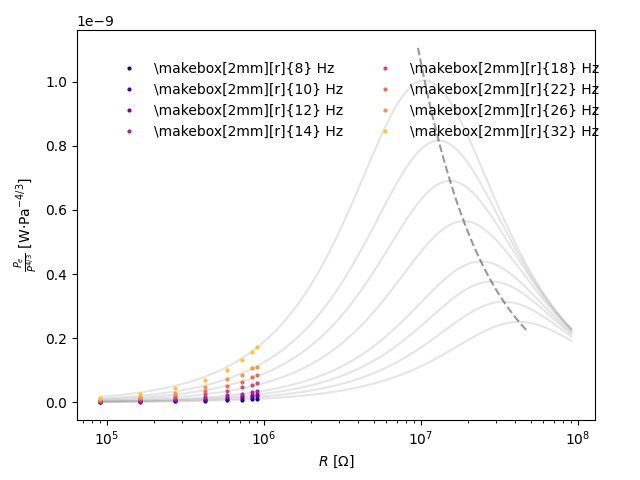 1e−9
\makebox[2mm][r]{8} Hz
\makebox[2mm][r]{10} Hz
\makebox[2mm][r]{12} Hz
\makebox[2mm][r]{14} Hz
\makebox[2mm][r]{18} Hz
\makebox[2mm][r]{22} Hz
\makebox[2mm][r]{26} Hz
\makebox[2mm][r]{32} Hz
1.0
0.8
0.6
0.4
0.2
0.0
P_e/P^{4/3} [W·Pa^{−4/3}]
10^5
10^6
10^7
10^8
R [Ω]